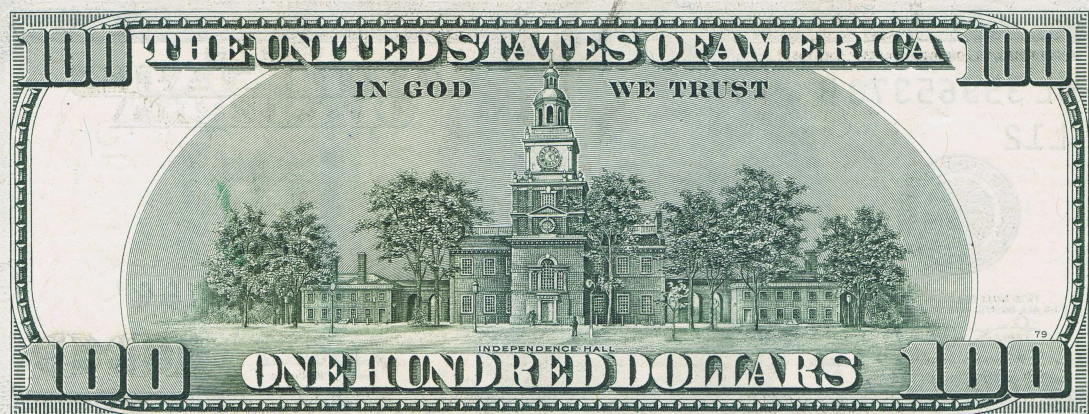 100 THE UNITED STATES OF AMERICA 100
IN GOD WE TRUST
79
INDEPENDENCE HALL
100 ONE HUNDRED DOLLARS 100